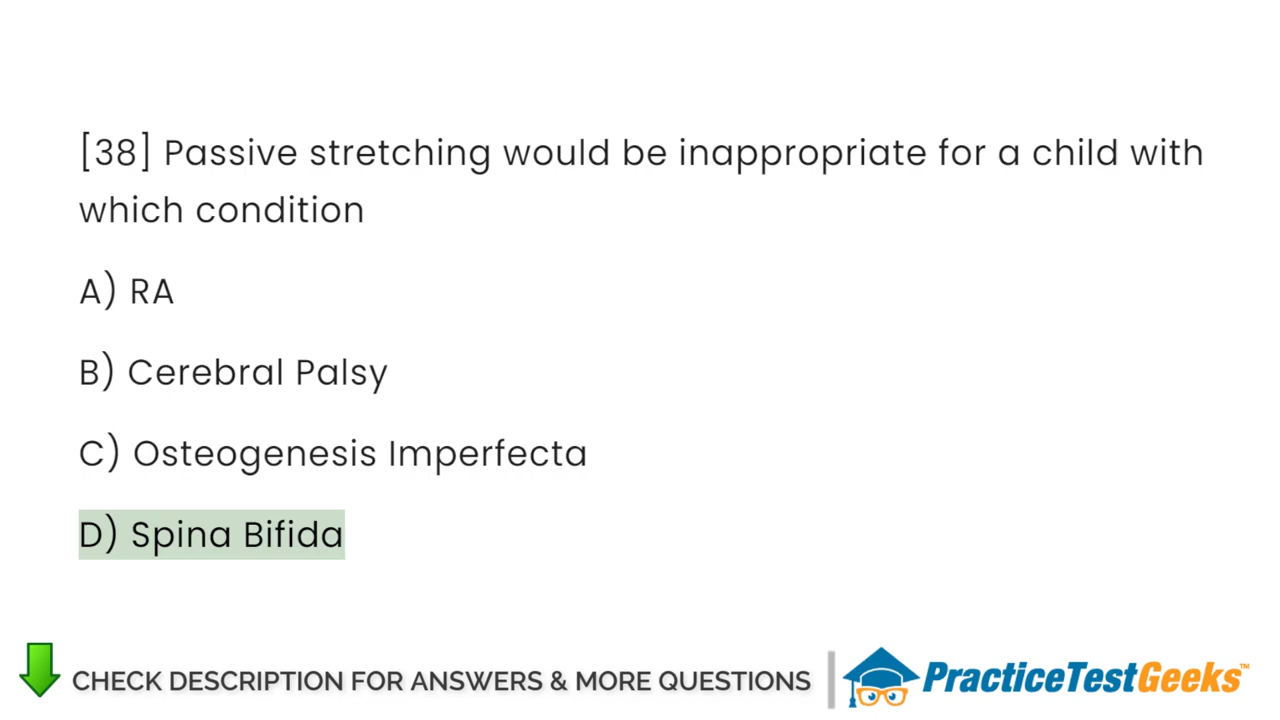 [38] Passive stretching would be inappropriate for a child with
which condition
A) RA
B) Cerebral Palsy
C) Osteogenesis Imperfecta
D) Spina Bifida
CHECK DESCRIPTION FOR ANSWERS & MORE QUESTIONS
PracticeTestGeeks™